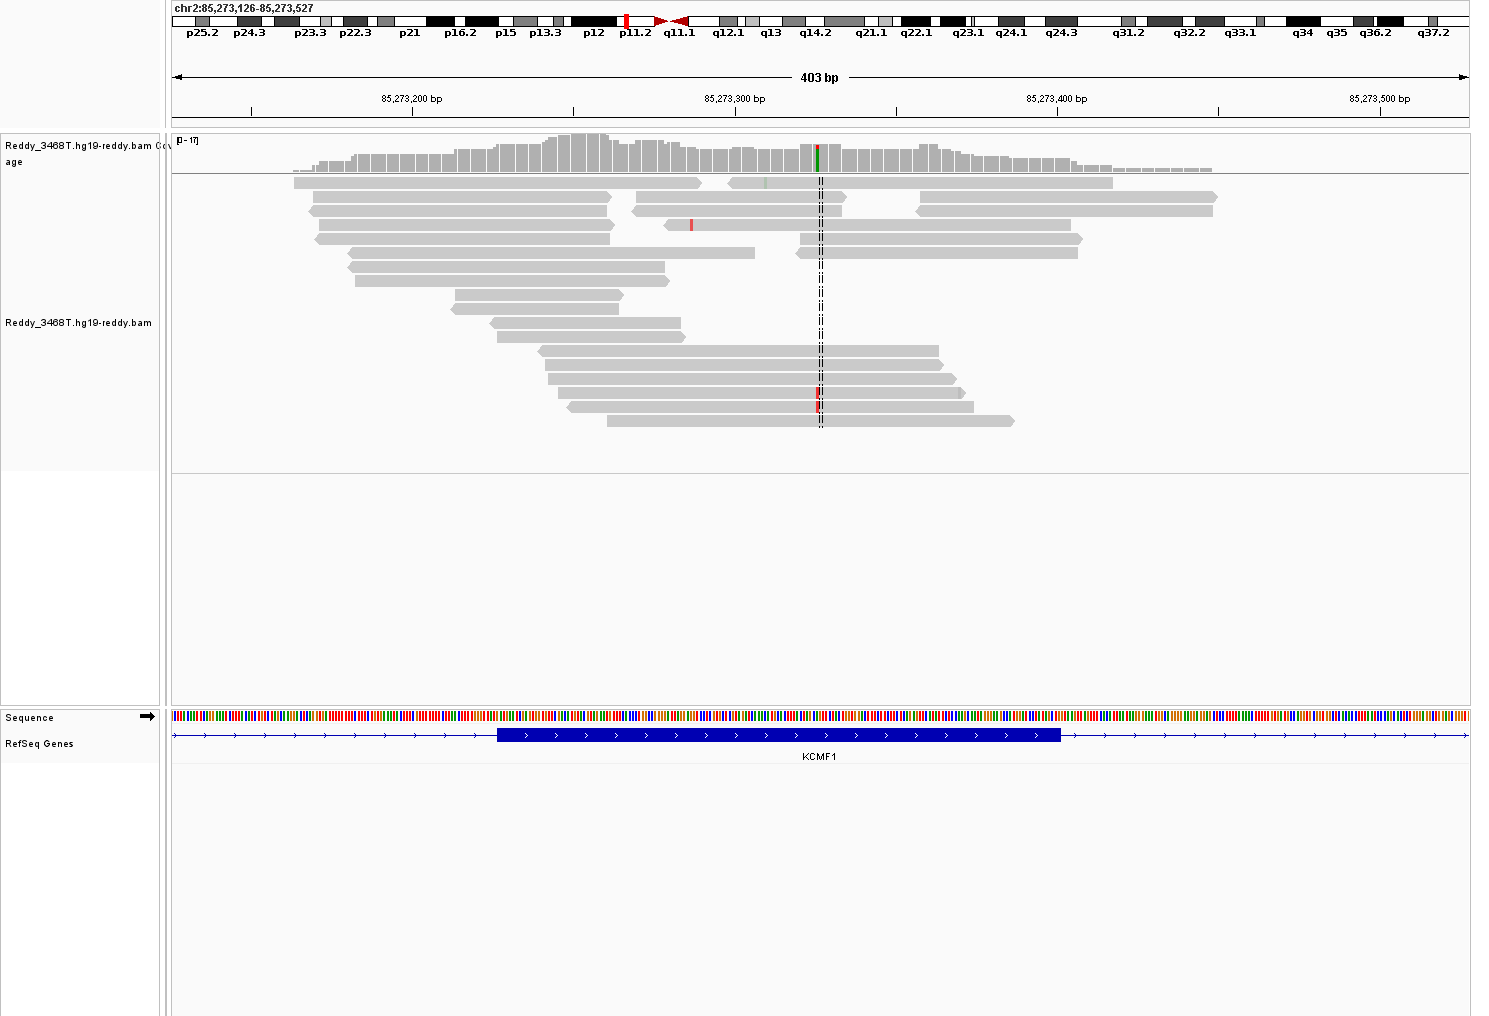 chr2:85,273,126-85,273,527
p25.2 p24.3 p23.3 p22.3 p21 p16.2 p15 p13.3 p12 p11.2 q11.1 q12.1 q13 q14.2 q21.1 q22.1 q23.1 q24.1 q24.3 q31.2 q32.2 q33.1 q34 q35 q36.2 q37.2
403 bp
85,273,200 bp 85,273,300 bp 85,273,400 bp 85,273,500 bp
[0 - 17]
Reddy_3468T.hg19-reddy.bam Cov
age
Reddy_3468T.hg19-reddy.bam
Sequence
RefSeq Genes
KCMF1